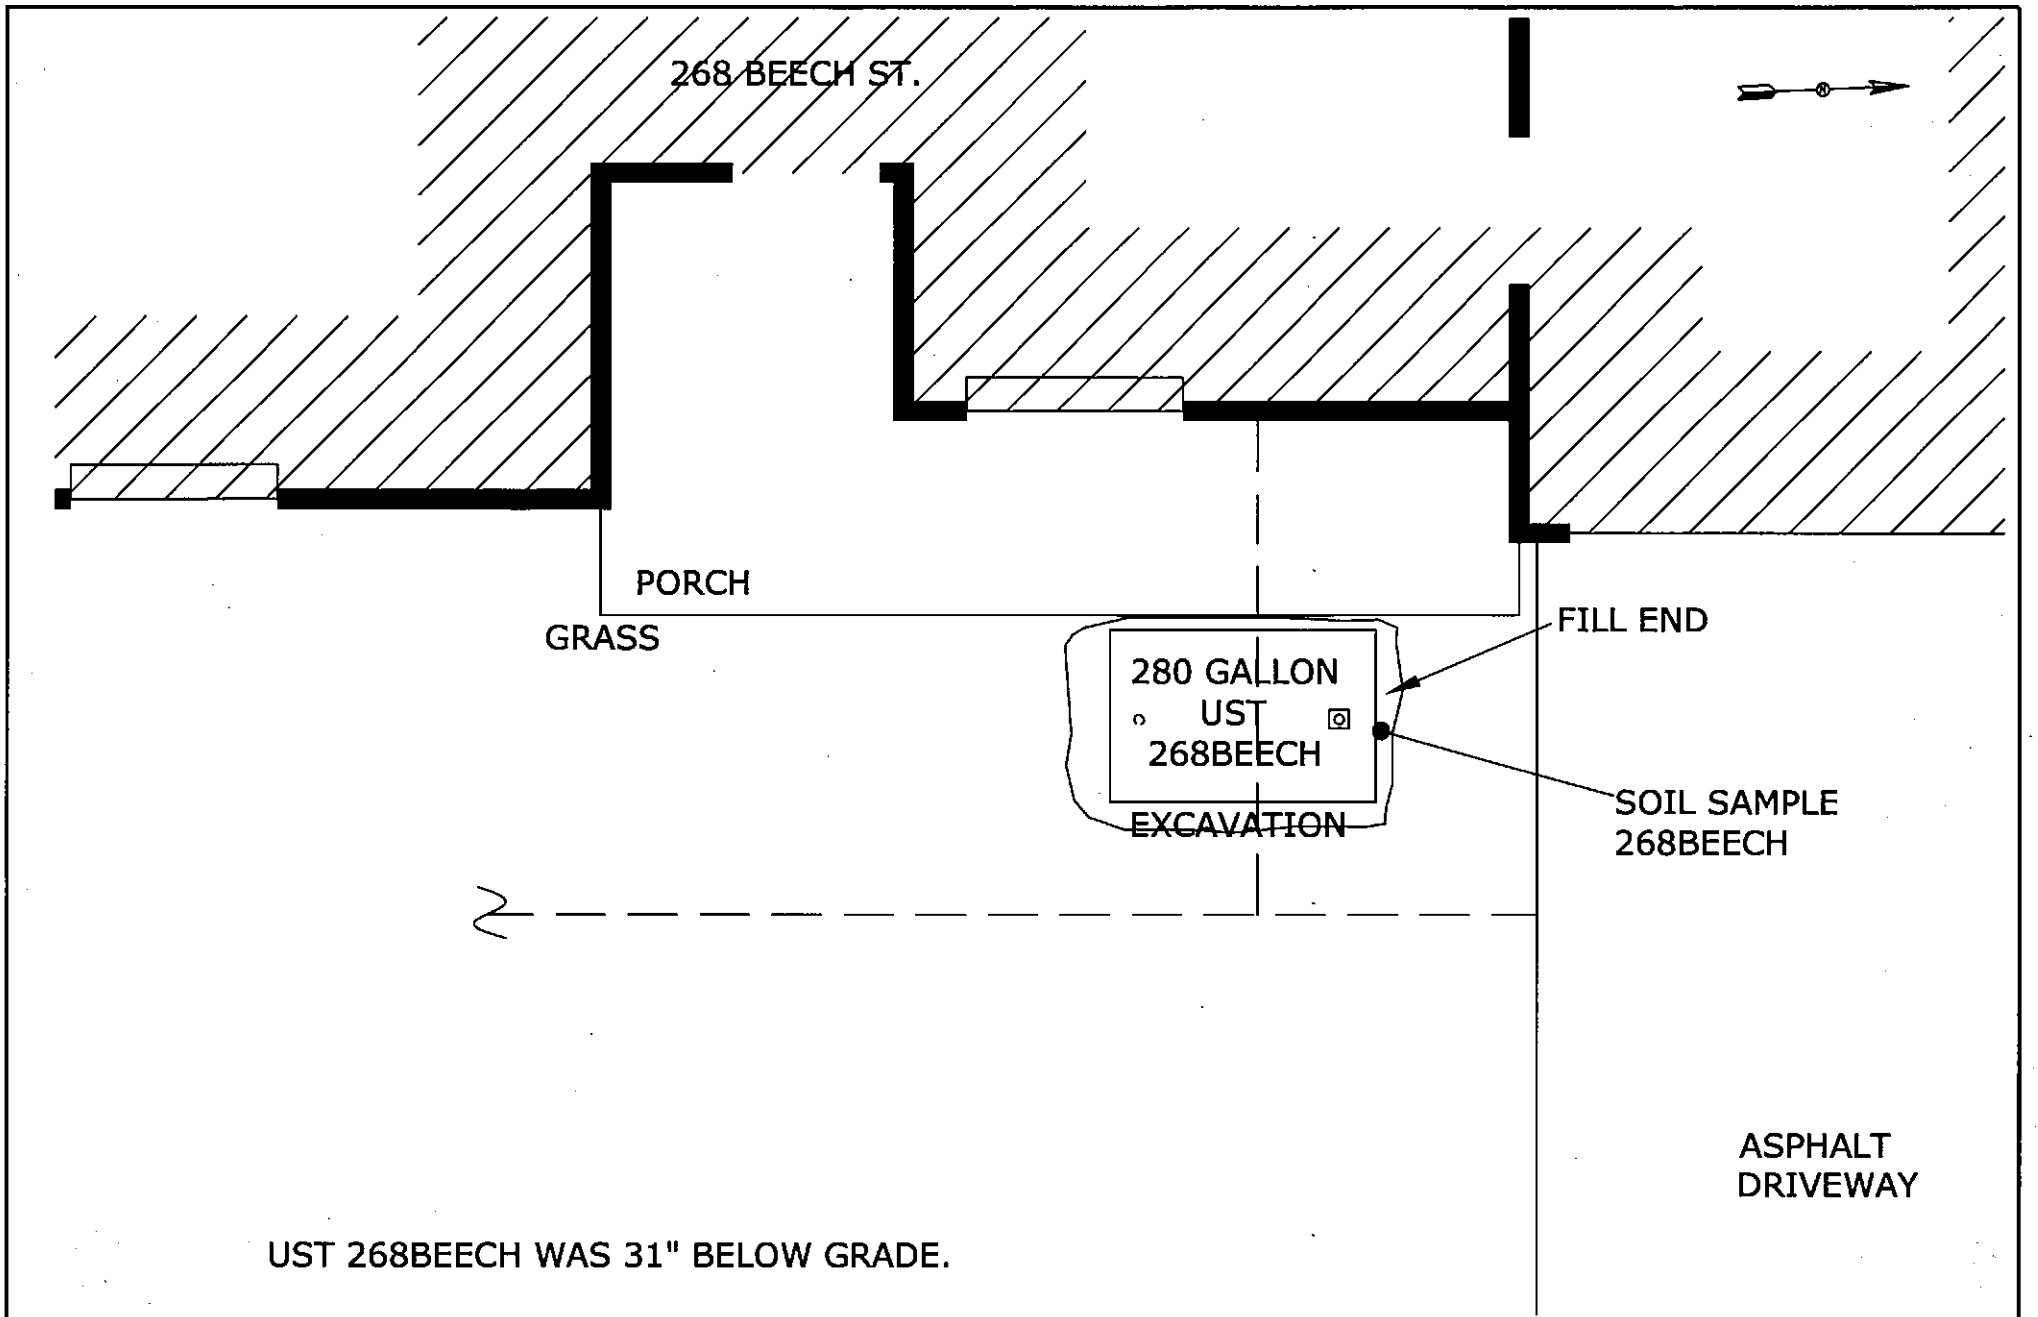 268 BEECH ST.
PORCH
GRASS
FILL END
280 GALLON
UST
268BEECH
EXCAVATION
SOIL SAMPLE
268BEECH
ASPHALT
DRIVEWAY
UST 268BEECH WAS 31" BELOW GRADE.